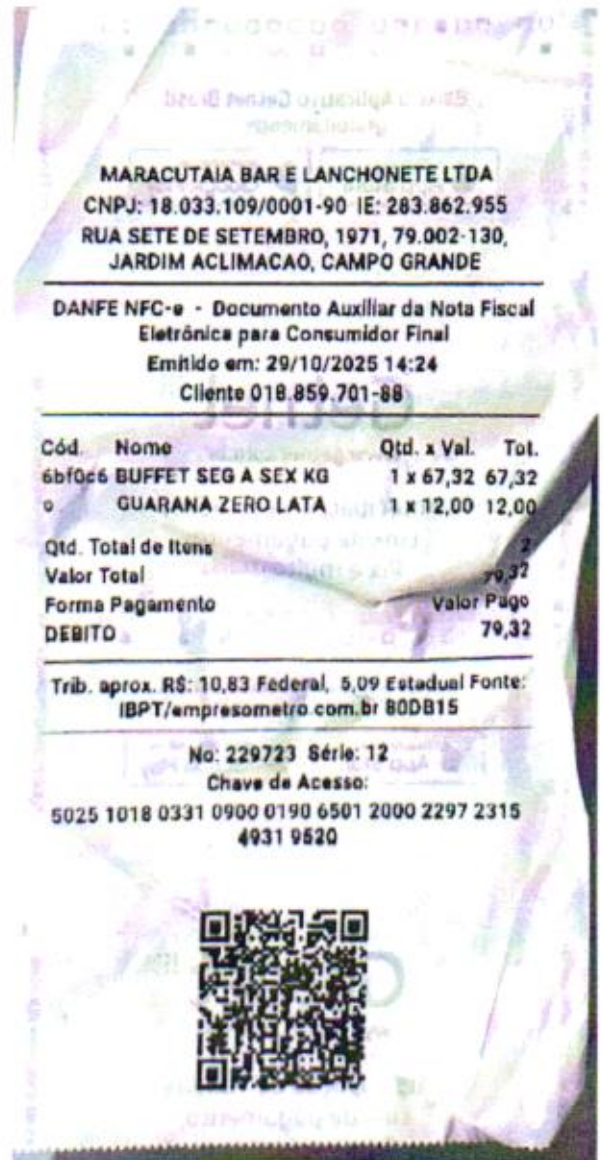 MARACUTAIA BAR E LANCHONETE LTDA
CNPJ: 18.033.109/0001-90 IE: 283.862.955
RUA SETE DE SETEMBRO, 1971, 79.002-130,
JARDIM ACLIMACAO, CAMPO GRANDE
DANFE NFC-e - Documento Auxiliar da Nota Fiscal
Eletrônica para Consumidor Final
Emitido em: 29/10/2025 14:24
Cliente 018.859.701-88
Cód Nome Qtd. x Val. Tot.
6bf0c6 BUFFET SEG A SEX KG 1 x 67,32 67,32
o GUARANA ZERO LATA 1 x 12,00 12,00
Qtd. Total de Itens 2
Valor Total 79,32
Forma Pagamento Valor Pago
DEBITO 79,32
Trib. aprox. R$: 10,83 Federal, 5,09 Estadual Fonte:
IBPT/empresometro.com.br 80DB15
No: 229723 Série: 12
Chave de Acesso:
5025 1018 0331 0900 0190 6501 2000 2297 2315
4931 9520